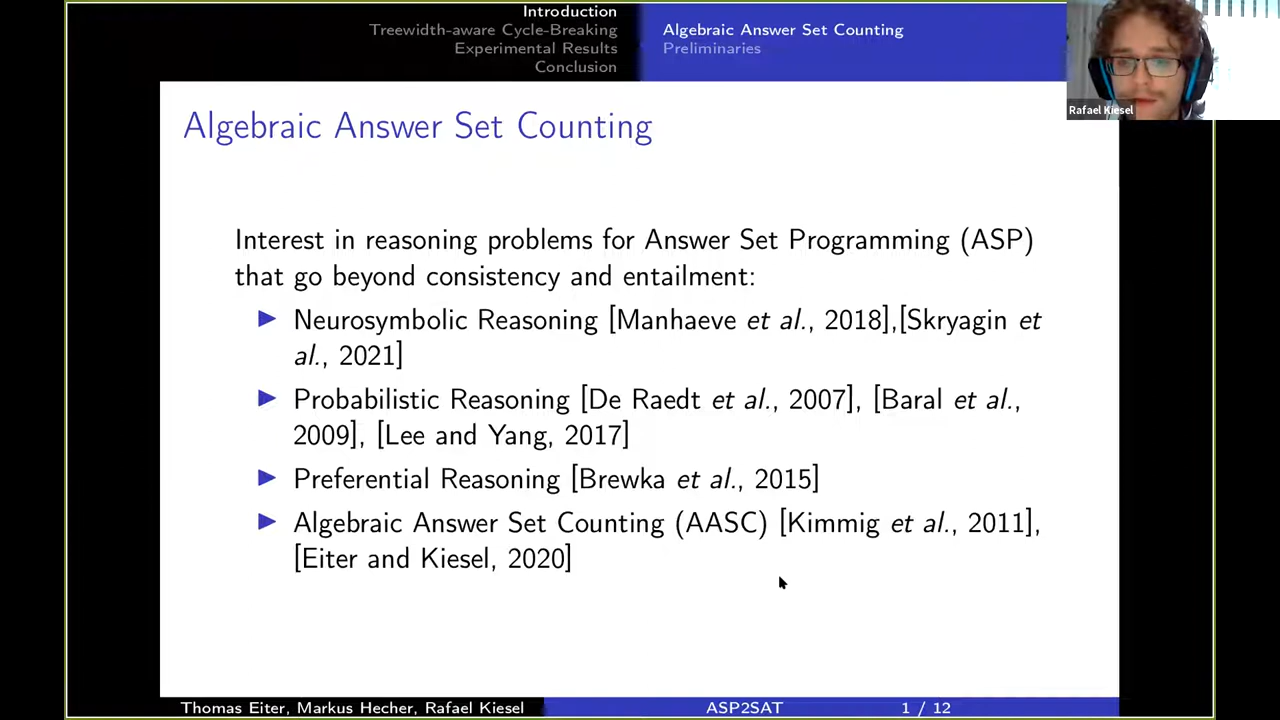 Introduction
Treewidth-aware Cycle-Breaking
Experimental Results
Conclusion
Algebraic Answer Set Counting
Preliminaries
Rafael Kiesel
Algebraic Answer Set Counting
Interest in reasoning problems for Answer Set Programming (ASP)
that go beyond consistency and entailment:
▶ Neurosymbolic Reasoning [Manhaeve et al., 2018],[Skryagin et
al., 2021]
▶ Probabilistic Reasoning [De Raedt et al., 2007], [Baral et al.,
2009], [Lee and Yang, 2017]
▶ Preferential Reasoning [Brewka et al., 2015]
▶ Algebraic Answer Set Counting (AASC) [Kimmig et al., 2011],
[Eiter and Kiesel, 2020]
Thomas Eiter, Markus Hecher, Rafael Kiesel
ASP2SAT
1 / 12